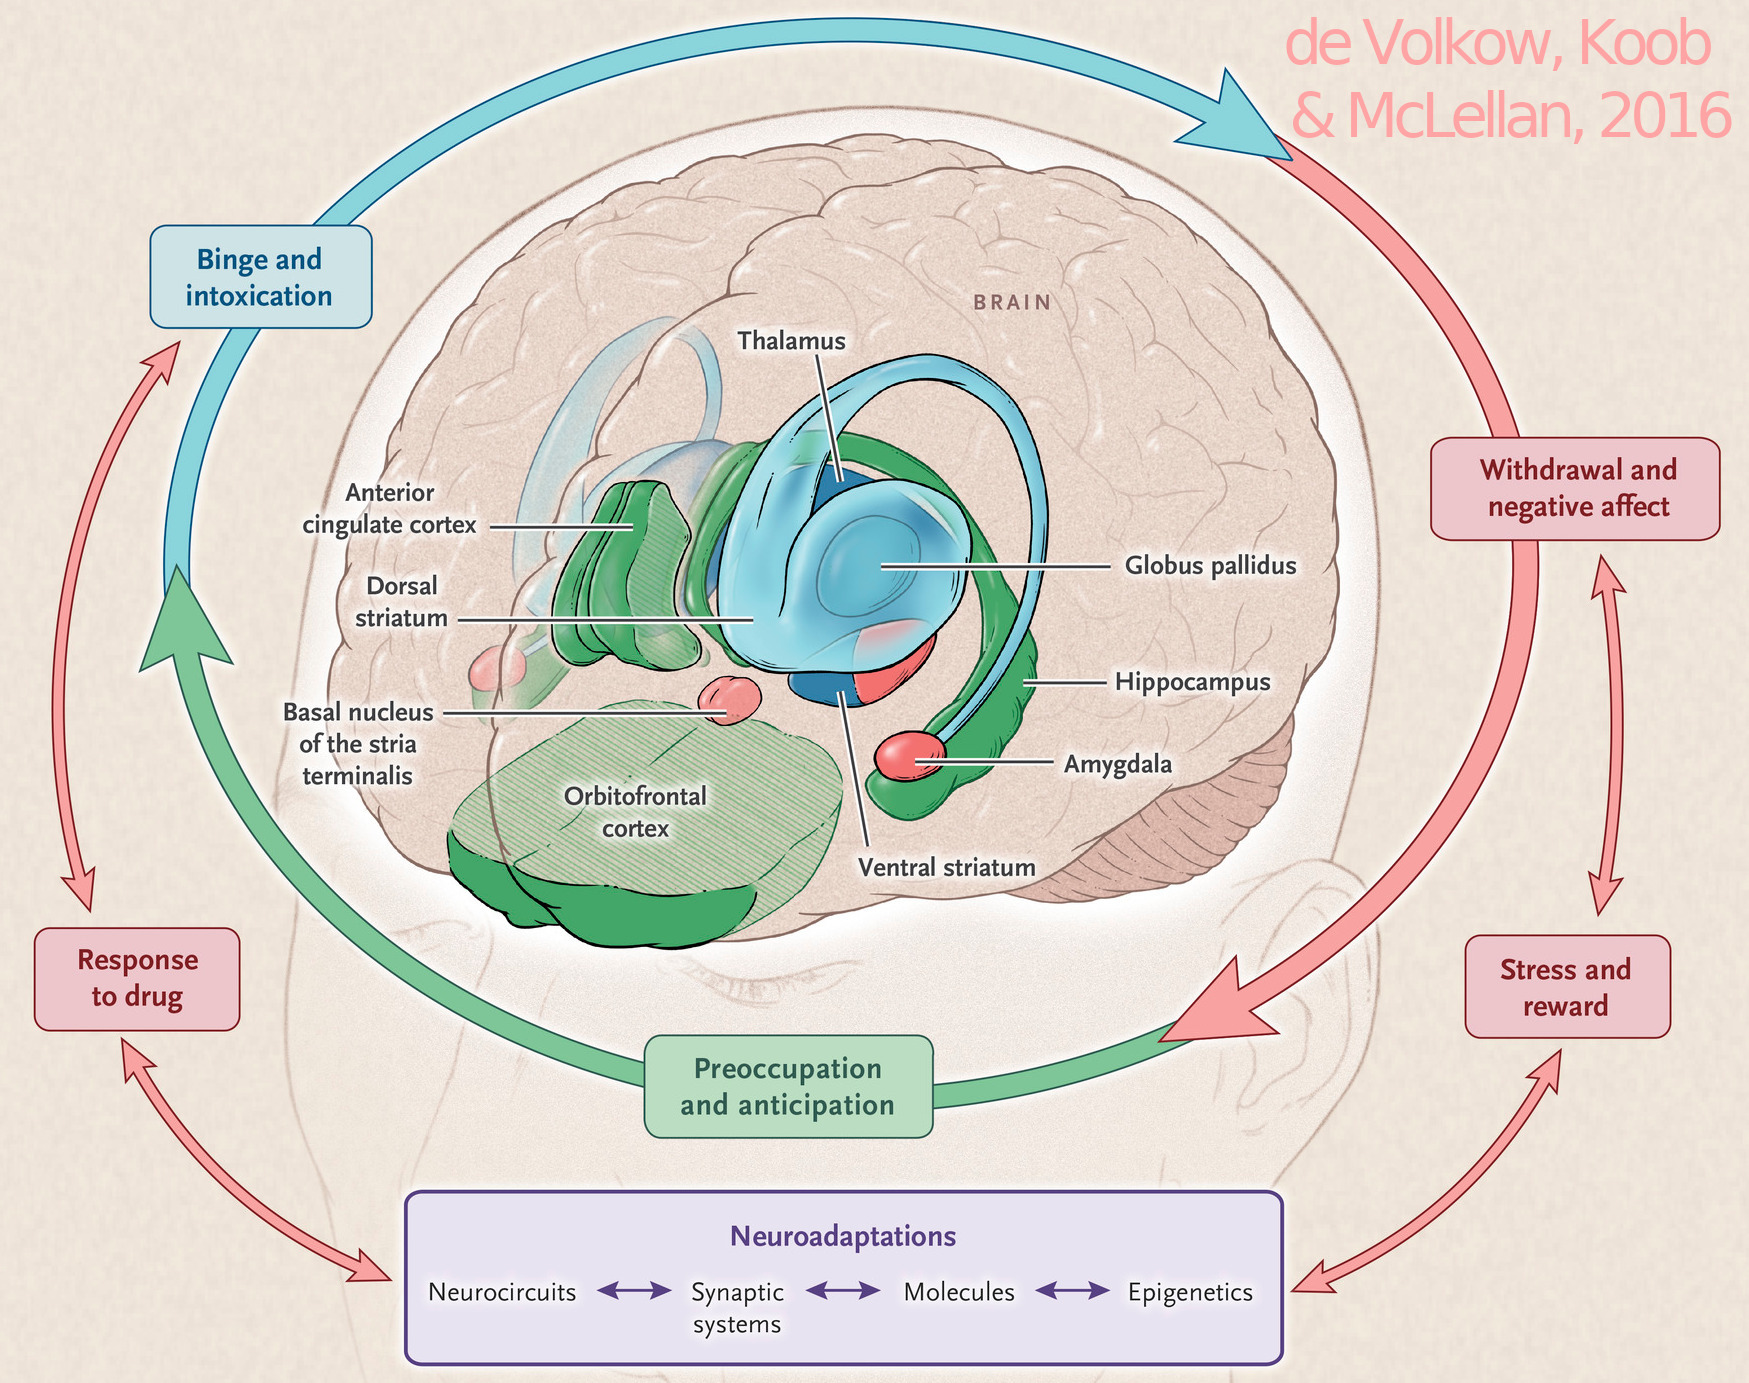 de Volkow, Koob
& McLellan, 2016
Binge and
intoxication
BRAIN
Thalamus
Withdrawal and
negative affect
Anterior
cingulate cortex
Globus pallidus
Dorsal
striatum
Hippocampus
Basal nucleus
of the stria
terminalis
Amygdala
Orbitofrontal
cortex
Ventral striatum
Response
to drug
Stress and
reward
Preoccupation
and anticipation
Neuroadaptations
Neurocircuits
Synaptic
systems
Molecules
Epigenetics